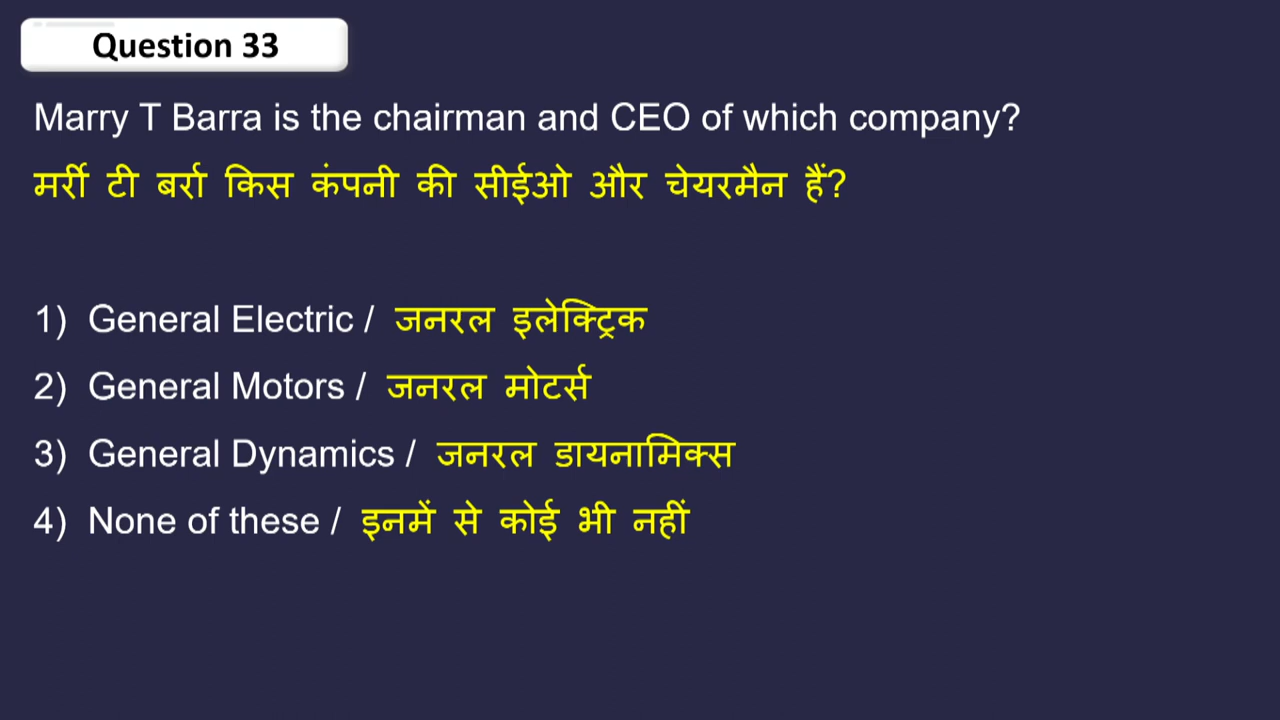 Question 33
Marry T Barra is the chairman and CEO of which company?
मर्री टी बर्रा किस कंपनी की सीईओ और चेयरमैन हैं?
1) General Electric / जनरल इलेक्ट्रिक
2) General Motors / जनरल मोटर्स
3) General Dynamics / जनरल डायनामिक्स
4) None of these / इनमें से कोई भी नहीं